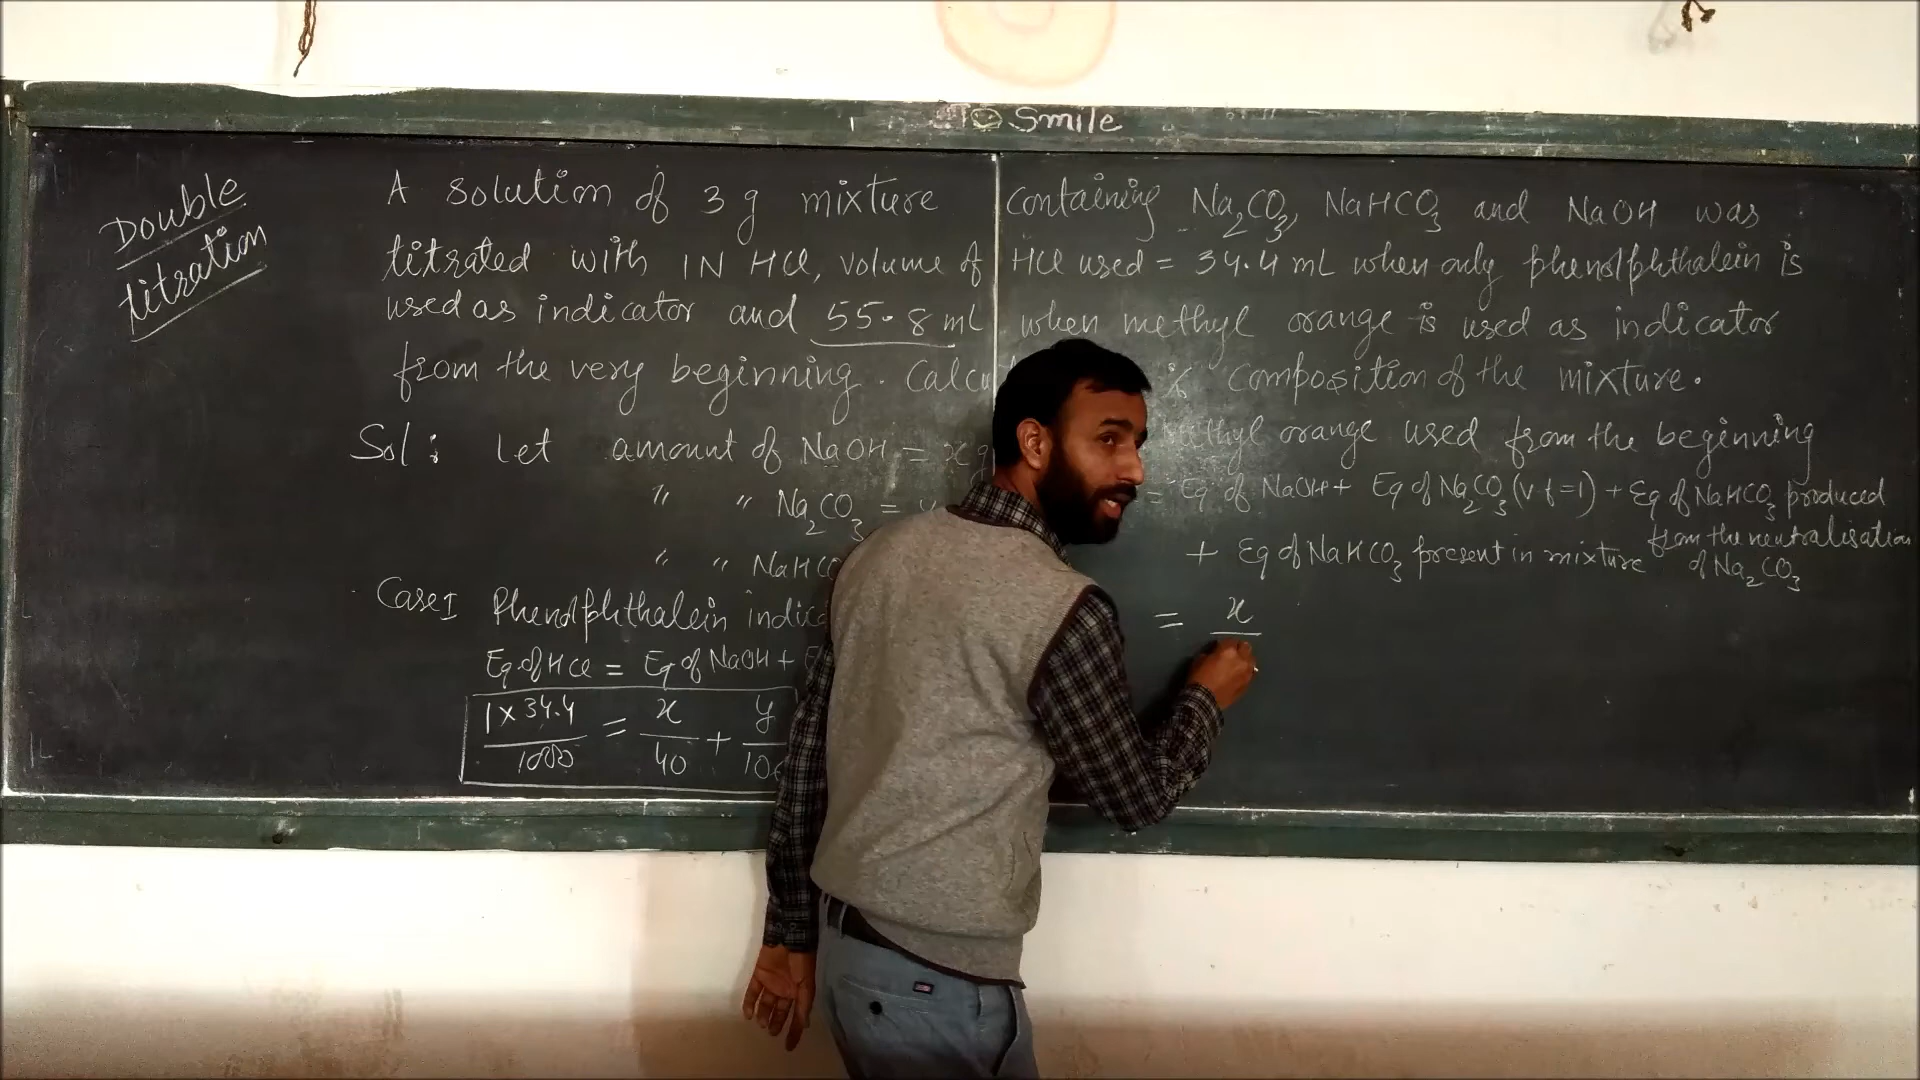 Smile
Double
titration
A solution of 3 g mixture containing Na2CO3, NaHCO3 and NaOH was
titrated with 1N HCl, volume of HCl used = 34.4 mL when only phenolphthalein is
used as indicator and 55.8 mL when methyl orange is used as indicator
from the very beginning. Calcu % composition of the mixture.
Sol : Let amount of NaOH = x g
" " Na2CO3 = y
" " NaHCO
Case I Phenolphthalein indic
Eq of HCl = Eq of NaOH + E
1 x 34.4 / 1000 = x / 40 + y / 106
Methyl orange used from the beginning
= Eq of NaOH + Eq of Na2CO3 (v f = 1) + Eq of NaHCO3 produced
from the neutralisation
of Na2CO3
+ Eq of NaHCO3 present in mixture
= x